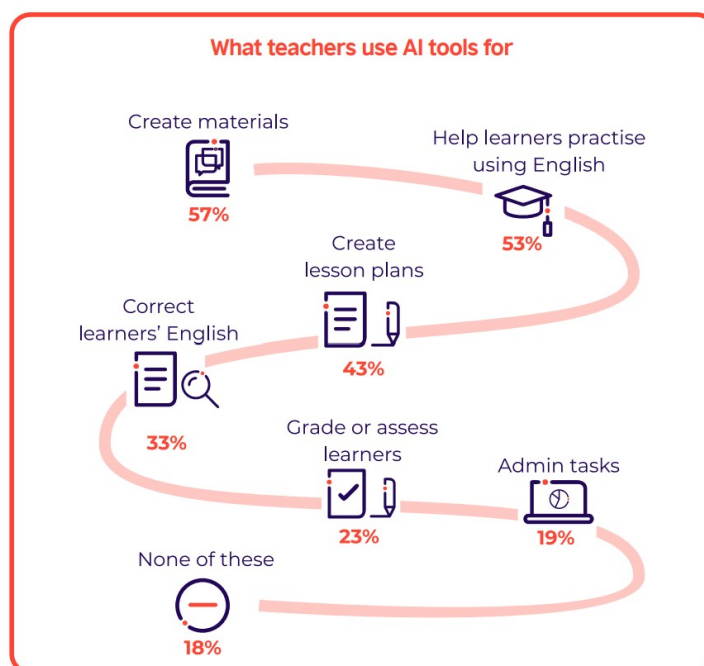 What teachers use AI tools for
Create materials
57%
Help learners practise
using English
53%
Create
lesson plans
43%
Correct
learners’ English
33%
Grade or assess
learners
23%
Admin tasks
19%
None of these
18%